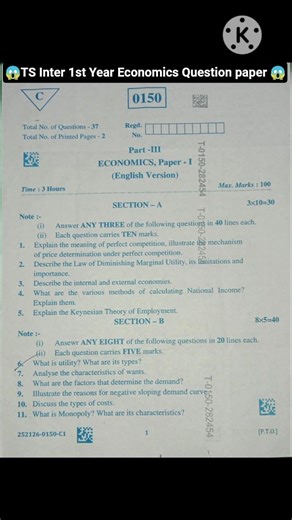 K
😱TS Inter 1st Year Economics Question paper 😱
C
0150
Total No. of Questions - 37
Total No. of Printed Pages - 2
Regd.
No.
Part -III
ECONOMICS, Paper - I
(English Version)
T-0150-282454
Time : 3 Hours
Max. Marks : 100
SECTION – A
3x10=30
Note :-
(i) Answer ANY THREE of the following questions in 40 lines each.
(ii) Each question carries TEN marks.
1. Explain the meaning of perfect competition, illustrate the mechanism
of price determination under perfect competition.
2. Describe the Law of Diminishing Marginal Utility, its limitations and
importance.
3. Describe the internal and external economies.
4. What are the various methods of calculating National Income?
Explain them.
5. Explain the Keynesian Theory of Employment.
SECTION – B
8x5=40
Note :-
(i) Answer ANY EIGHT of the following questions in 20 lines each.
(ii) Each question carries FIVE marks.
6. What is utility? What are its types?
7. Analyse the characteristics of wants.
8. What are the factors that determine the demand?
9. Illustrate the reasons for negative sloping demand curve.
10. Discuss the types of costs.
11. What is Monopoly? What are its characteristics?
T-0150-282454
252126-0150-C1
1
[P.T.O.]